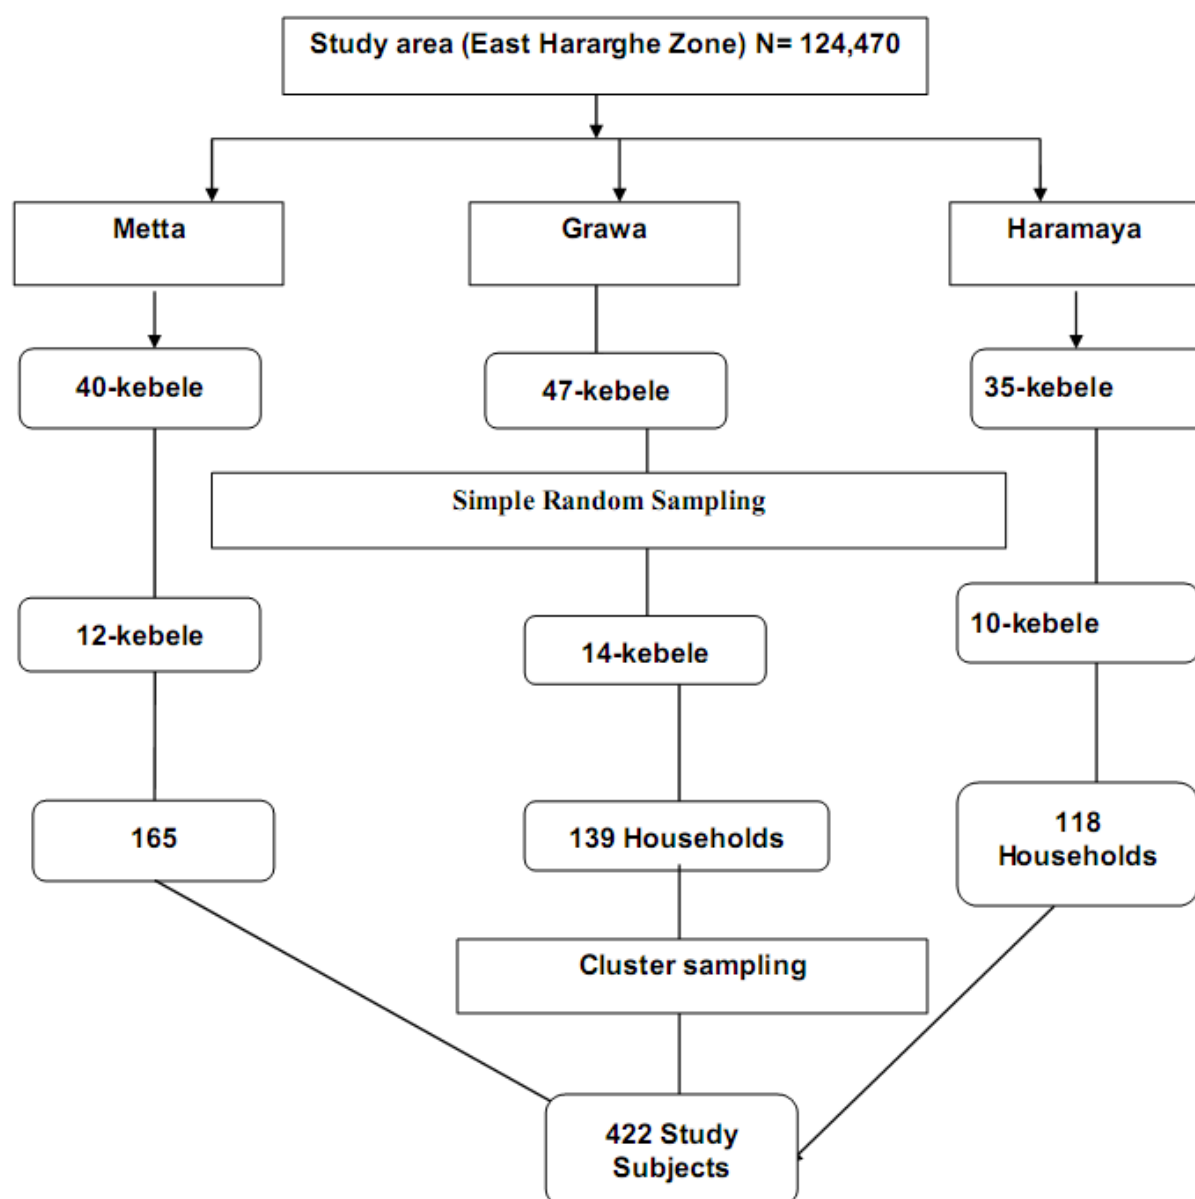 Study area (East Hararghe Zone) N= 124,470
Metta
Grawa
Haramaya
40-kebele
47-kebele
35-kebele
Simple Random Sampling
12-kebele
14-kebele
10-kebele
165
139 Households
118
Households
Cluster sampling
422 Study
Subjects